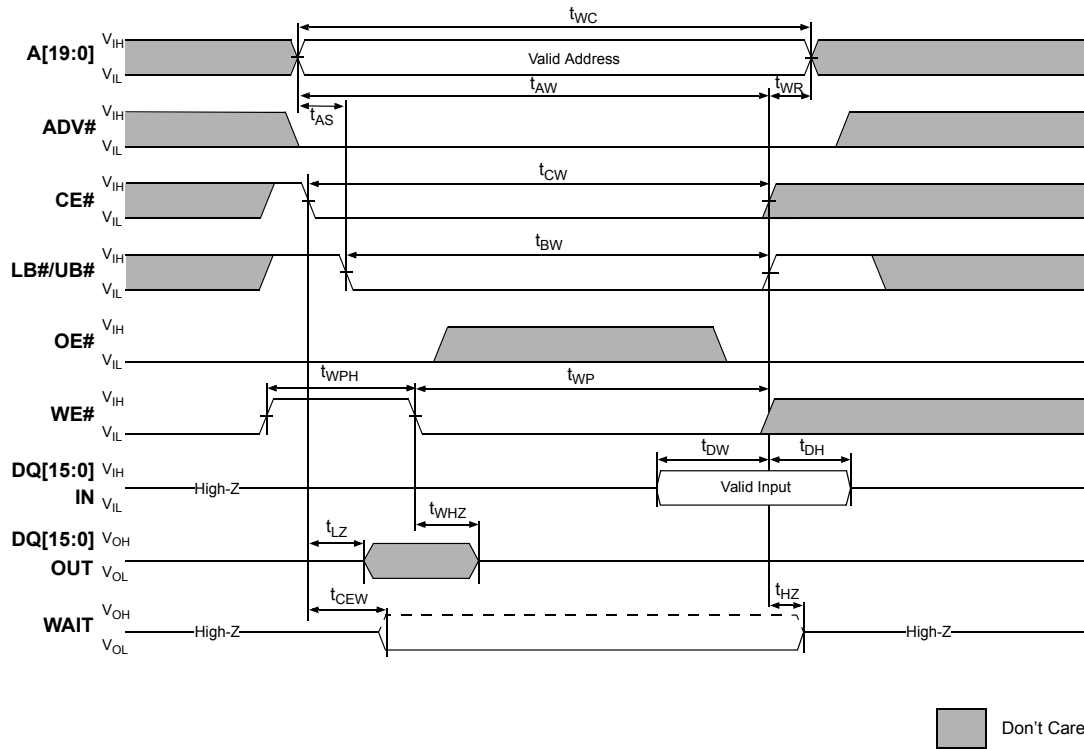 tWC
A[19:0] VIH
VIL
Valid Address
tAW
tWR
tAS
ADV# VIH
VIL
tCW
CE# VIH
VIL
tBW
LB#/UB# VIH
VIL
OE# VIH
VIL
tWPH
tWP
WE# VIH
VIL
tDW
tDH
DQ[15:0] VIH
IN VIL
High-Z
Valid Input
tWHZ
tLZ
DQ[15:0] VOH
OUT VOL
tCEW
tHZ
WAIT VOH
VOL
High-Z
High-Z
Don't Care